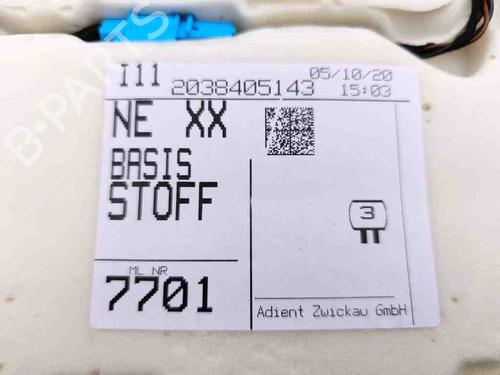 I11 2038405143 05/10/20 15:03
NE XX
BASIS
STOFF
3
ML NR
7701
Adient Zwickau GmbH
B-PARTS